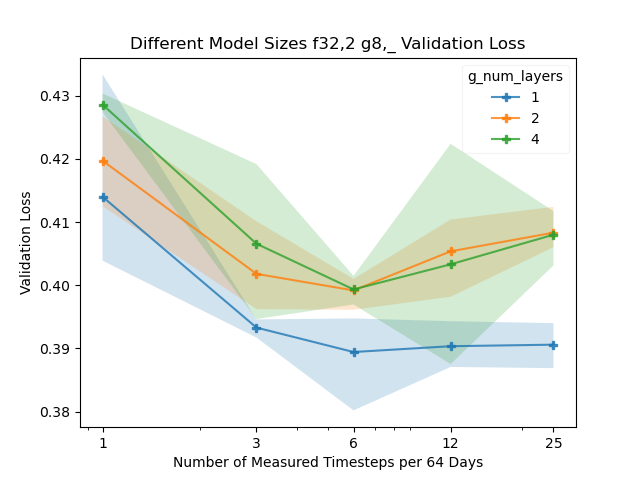 Different Model Sizes f32,2 g8,_ Validation Loss
g_num_layers
1
2
4
Validation Loss
0.43
0.42
0.41
0.40
0.39
0.38
1 3 6 12 25
Number of Measured Timesteps per 64 Days